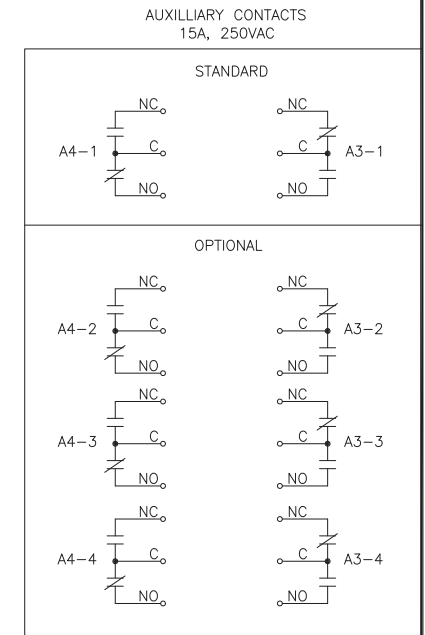 AUXILLIARY CONTACTS
15A, 250VAC
STANDARD
NC NC
A4-1 C C A3-1
NO NO
OPTIONAL
NC NC
A4-2 C C A3-2
NO NO
NC NC
A4-3 C C A3-3
NO NO
NC NC
A4-4 C C A3-4
NO NO